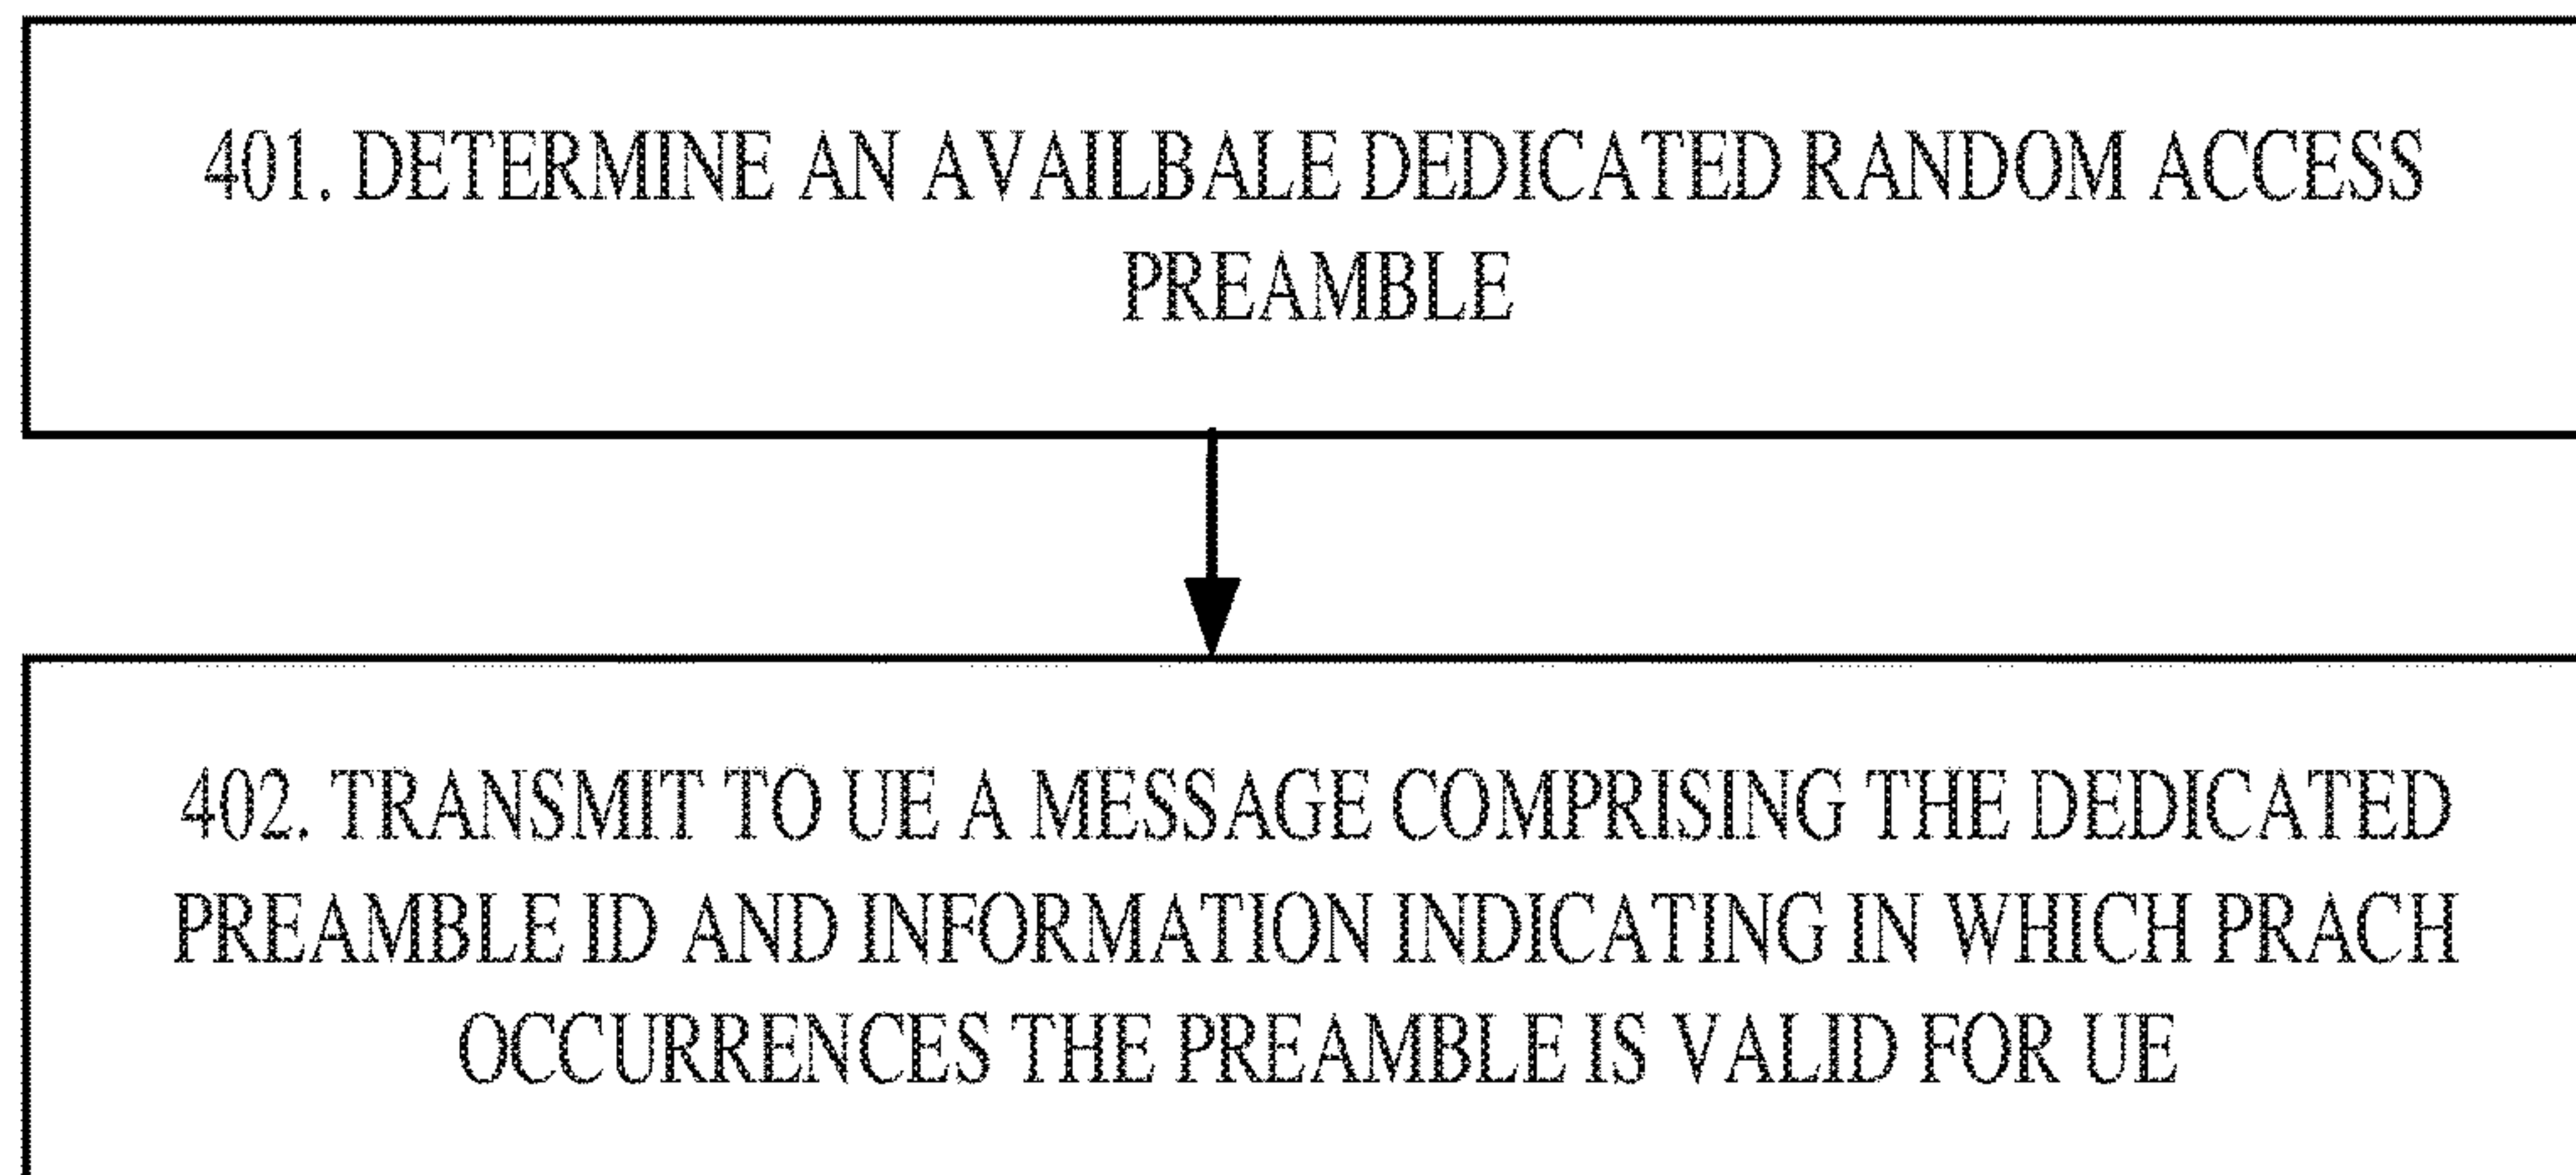 401. DETERMINE AN AVAILBALE DEDICATED RANDOM ACCESS
PREAMBLE
402. TRANSMIT TO UE A MESSAGE COMPRISING THE DEDICATED
PREAMBLE ID AND INFORMATION INDICATING IN WHICH PRACH
OCCURRENCES THE PREAMBLE IS VALID FOR UE